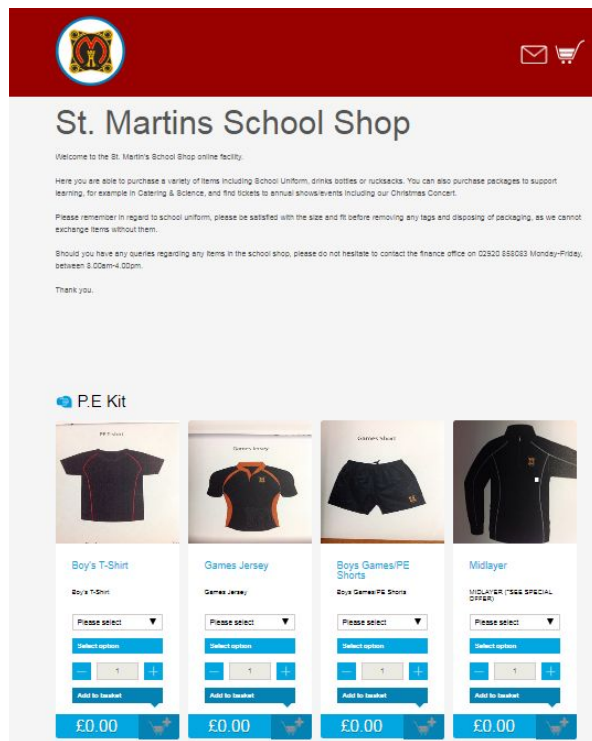 St. Martins School Shop
Welcome to the St. Martin's School Shop online facility.
Here you are able to purchase a variety of items including School Uniform, drinks bottles or rucksacks. You can also purchase packages to support
learning, for example in Catering & Science, and find tickets to annual shows/events including our Christmas Concert.
Please remember in regard to school uniform, please be satisfied with the size and fit before removing any tags and disposing of packaging, as we cannot
exchange items without them.
Should you have any queries regarding any items in the school shop, please do not hesitate to contact the finance office on 02920 858083 Monday-Friday,
between 8.00am-4.00pm.
Thank you.
P.E Kit
PE T-shirt
Games Jersey
Games Short
Boy's T-Shirt
Games Jersey
Boys Games/PE
Shorts
Midlayer
Boy's T-Shirt
Games Jersey
Boys Games/PE Shorts
MIDLAYER (*SEE SPECIAL
OFFER)
Please select
Please select
Please select
Please select
Select option
Select option
Select option
Select option
1
1
1
1
Add to basket
Add to basket
Add to basket
Add to basket
£0.00
£0.00
£0.00
£0.00